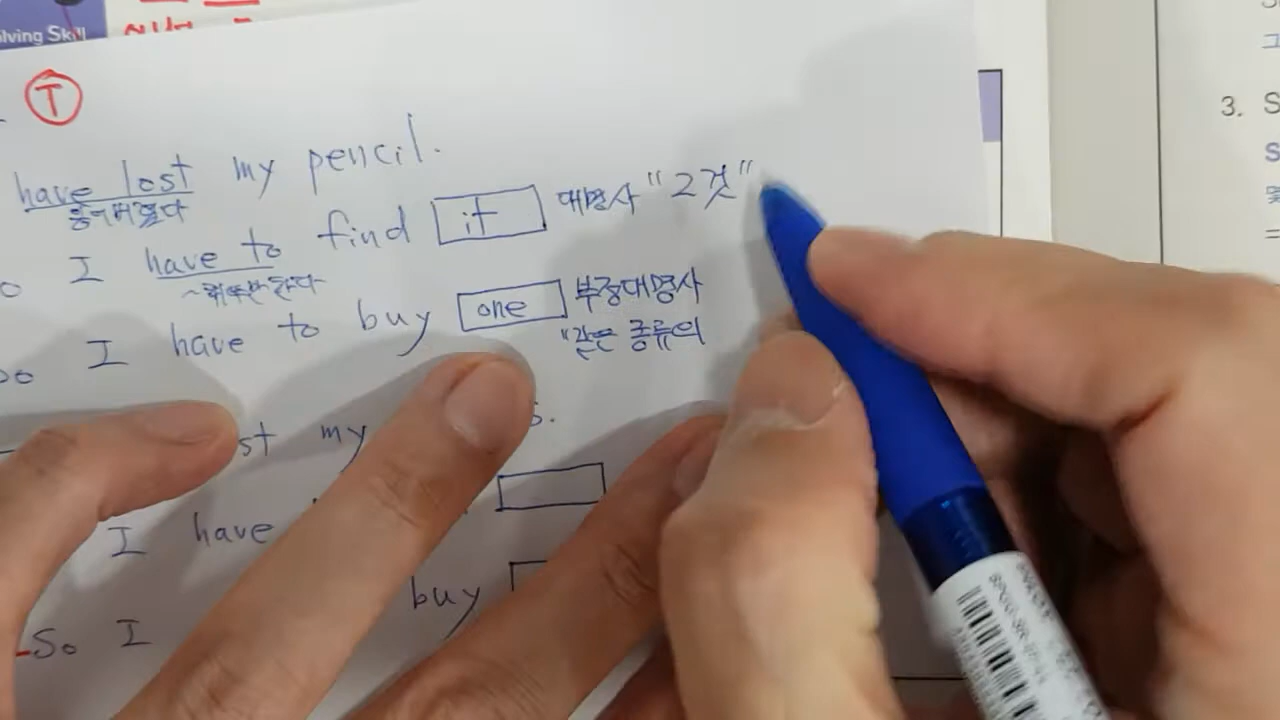 lving Skill
T
have lost my pencil.
잃어버렸다
o I have to find it 대명사 "그것"
~해야만 한다~
So I have to buy one 부정대명사
"같은 종류의
st my s.
I have
buy
So I
3. S
S